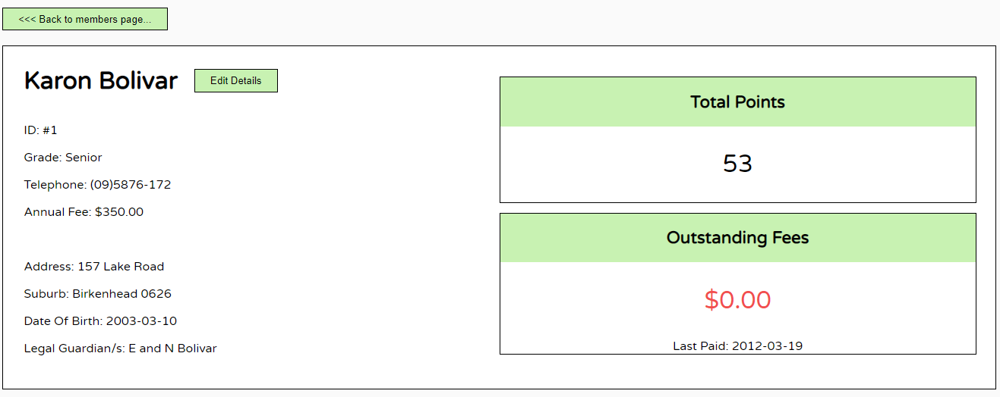 <<< Back to members page...
Karon Bolivar
Edit Details
ID: #1
Grade: Senior
Telephone: (09)5876-172
Annual Fee: $350.00
Address: 157 Lake Road
Suburb: Birkenhead 0626
Date Of Birth: 2003-03-10
Legal Guardian/s: E and N Bolivar
Total Points
53
Outstanding Fees
$0.00
Last Paid: 2012-03-19